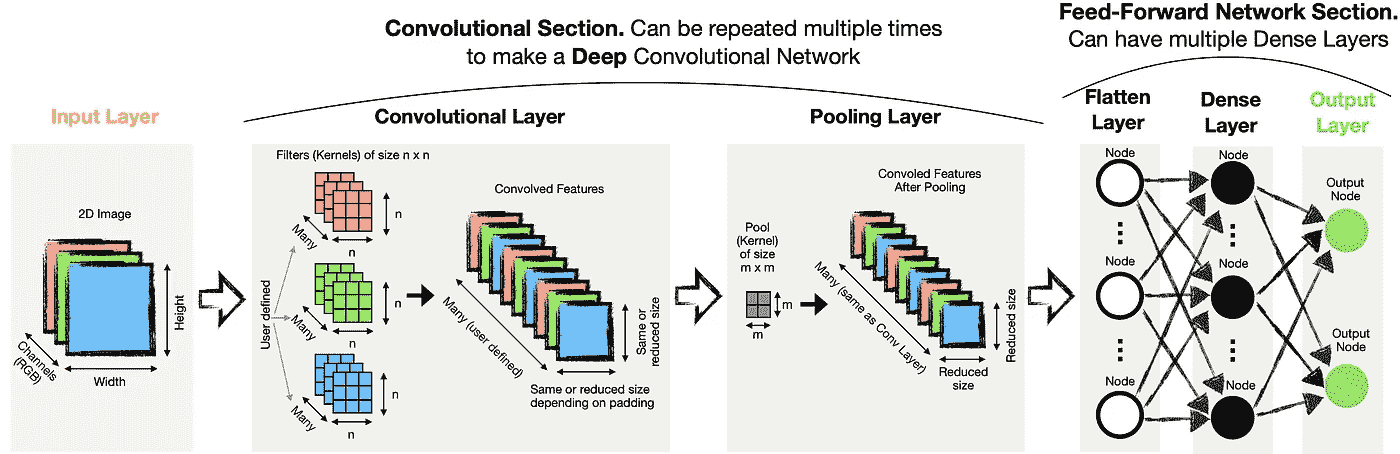 Convolutional Section. Can be repeated multiple times
to make a Deep Convolutional Network
Feed-Forward Network Section.
Can have multiple Dense Layers
Input Layer
2D Image
Height
Width
Channels
(RGB)
Convolutional Layer
Filters (Kernels) of size n x n
User defined
Many
n
n
Many
n
n
Many
n
n
Convolved Features
Many (user defined)
Same or
reduced size
Same or reduced size
depending on padding
Pooling Layer
Pool
(Kernel)
of size
m x m
m
m
Convoled Features
After Pooling
Many (same as Conv Layer)
Reduced size
Reduced
size
Flatten
Layer
Node
Node
Node
Dense
Layer
Node
Node
Node
Output
Layer
Output
Node
Output
Node